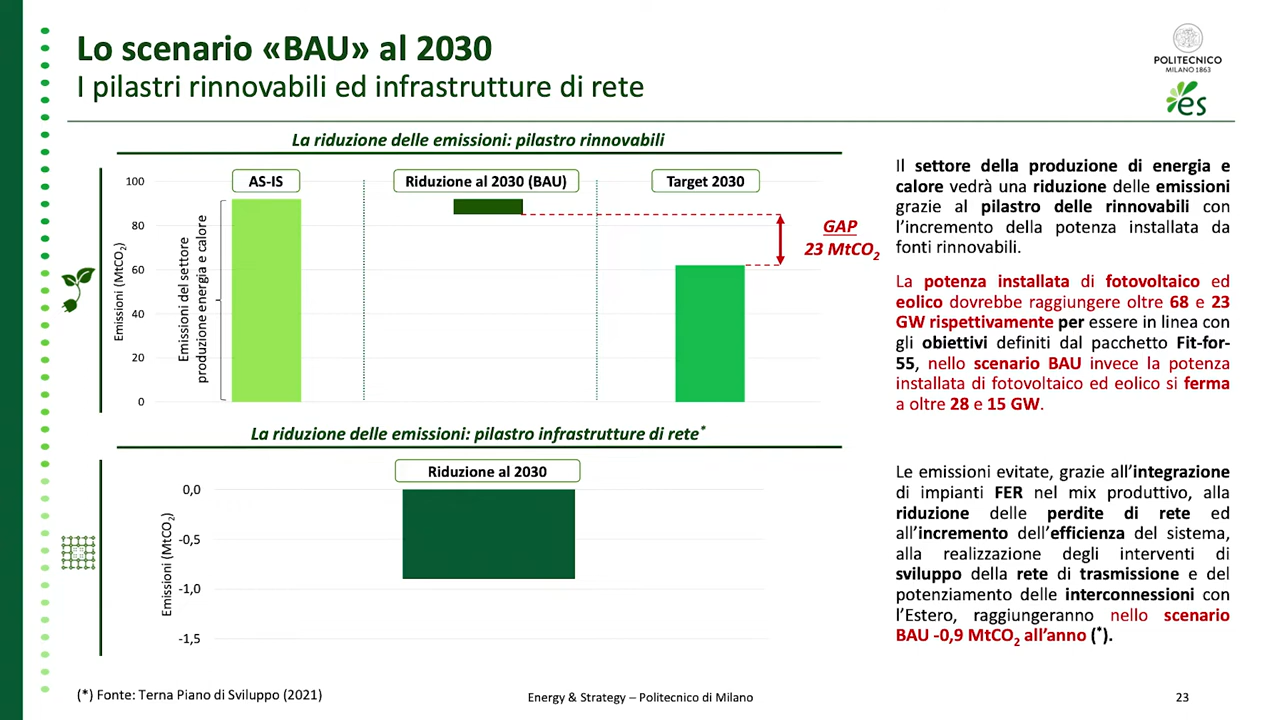 Lo scenario «BAU» al 2030
I pilastri rinnovabili ed infrastrutture di rete
POLITECNICO
MILANO 1863
es
La riduzione delle emissioni: pilastro rinnovabili
AS-IS
Riduzione al 2030 (BAU)
Target 2030
Emissioni (MtCO2)
100
80
60
40
20
0
Emissioni del settore
produzione energia e calore
GAP
23 MtCO2
Il settore della produzione di energia e
calore vedrà una riduzione delle emissioni
grazie al pilastro delle rinnovabili con
l'incremento della potenza installata da
fonti rinnovabili.
La potenza installata di fotovoltaico ed
eolico dovrebbe raggiungere oltre 68 e 23
GW rispettivamente per essere in linea con
gli obiettivi definiti dal pacchetto Fit-for-
55, nello scenario BAU invece la potenza
installata di fotovoltaico ed eolico si ferma
a oltre 28 e 15 GW.
La riduzione delle emissioni: pilastro infrastrutture di rete*
Riduzione al 2030
Emissioni (MtCO2)
0,0
-0,5
-1,0
-1,5
Le emissioni evitate, grazie all'integrazione
di impianti FER nel mix produttivo, alla
riduzione delle perdite di rete ed
all'incremento dell'efficienza del sistema,
alla realizzazione degli interventi di
sviluppo della rete di trasmissione e del
potenziamento delle interconnessioni con
l'Estero, raggiungeranno nello scenario
BAU -0,9 MtCO2 all'anno (*).
(*) Fonte: Terna Piano di Sviluppo (2021)
Energy & Strategy – Politecnico di Milano
23